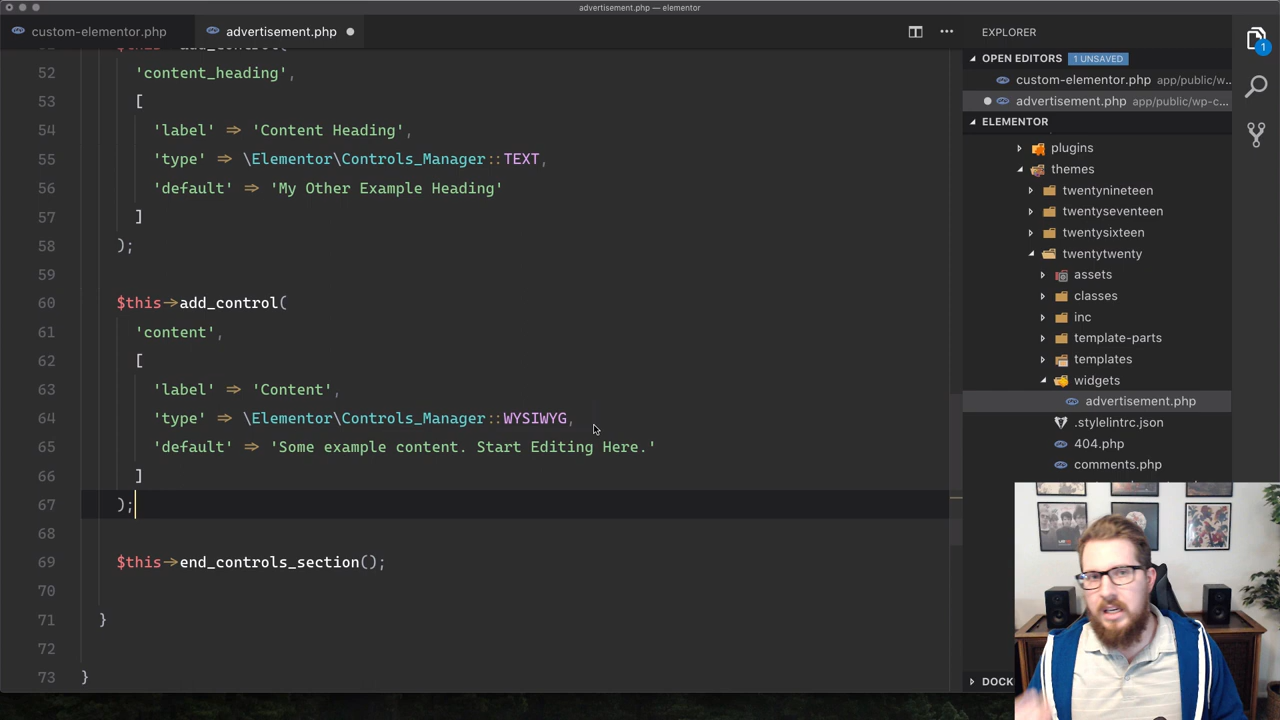 advertisement.php — elementor
custom-elementor.php
advertisement.php
EXPLORER
OPEN EDITORS 1 UNSAVED
custom-elementor.php app/public/w...
advertisement.php app/public/wp-c...
ELEMENTOR
plugins
themes
twentynineteen
twentyseventeen
twentysixteen
twentytwenty
assets
classes
inc
template-parts
templates
widgets
advertisement.php
.stylelintrc.json
404.php
comments.php
1
52 'content_heading',
53 [
54 'label' => 'Content Heading',
55 'type' => \Elementor\Controls_Manager::TEXT,
56 'default' => 'My Other Example Heading'
57 ]
58 );
59
60 $this->add_control(
61 'content',
62 [
63 'label' => 'Content',
64 'type' => \Elementor\Controls_Manager::WYSIWYG,
65 'default' => 'Some example content. Start Editing Here.'
66 ]
67 );
68
69 $this->end_controls_section();
70
71 }
72
73 }